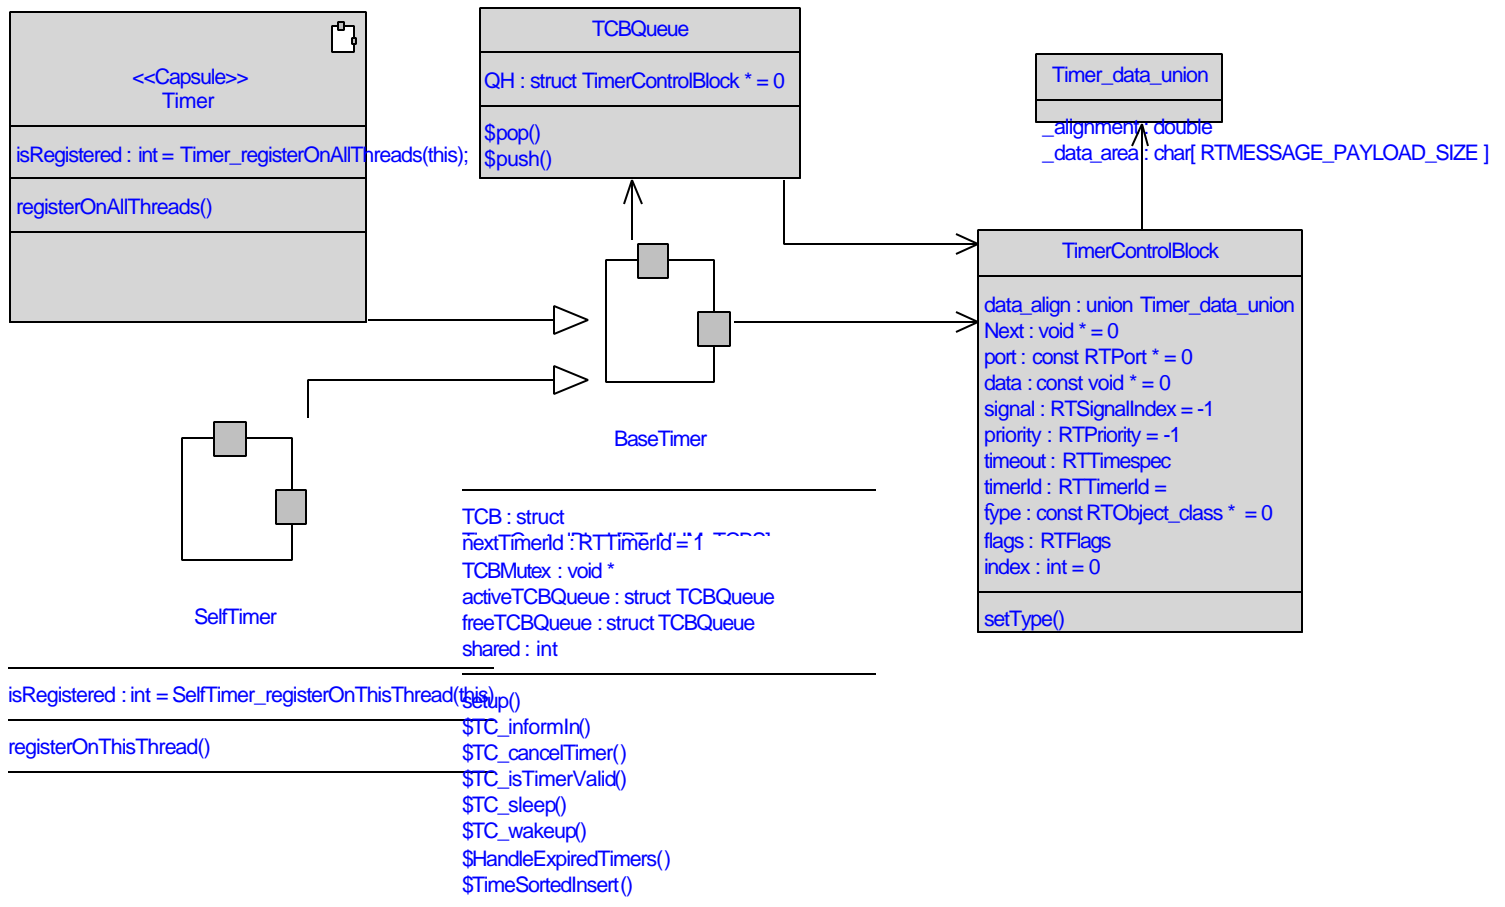 <<Capsule>>
Timer
isRegistered : int = Timer_registerOnAllThreads(this);
registerOnAllThreads()
TCBQueue
QH : struct TimerControlBlock * = 0
$pop()
$push()
Timer_data_union
_alignment : double
_data_area : char[ RTMESSAGE_PAYLOAD_SIZE ]
TimerControlBlock
data_align : union Timer_data_union
Next : void * = 0
port : const RTPort * = 0
data : const void * = 0
signal : RTSignalIndex = -1
priority : RTPriority = -1
timeout : RTTimespec
timerId : RTTimerId =
type : const RTObject_class * = 0
flags : RTFlags
index : int = 0
setType()
BaseTimer
TCB : struct
nextTimerId : RTTimerId = 1
TCBMutex : void *
activeTCBQueue : struct TCBQueue
freeTCBQueue : struct TCBQueue
shared : int
setup()
$TC_informIn()
$TC_cancelTimer()
$TC_isTimerValid()
$TC_sleep()
$TC_wakeup()
$HandleExpiredTimers()
$TimeSortedInsert()
SelfTimer
isRegistered : int = SelfTimer_registerOnThisThread(this)
registerOnThisThread()